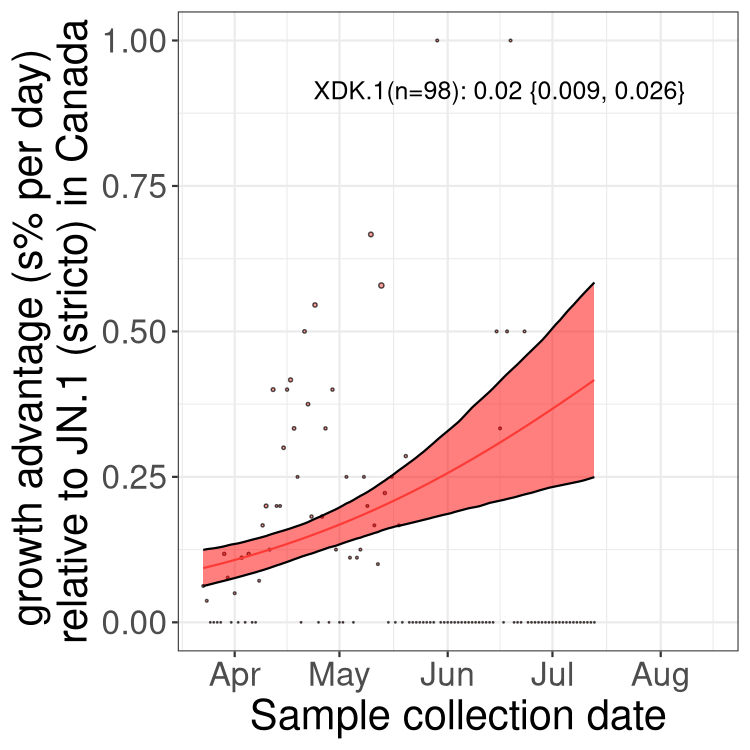 growth advantage (s% per day)
relative to JN.1 (stricto) in Canada
1.00
0.75
0.50
0.25
0.00
XDK.1(n=98): 0.02 {0.009, 0.026}
Apr May Jun Jul Aug
Sample collection date